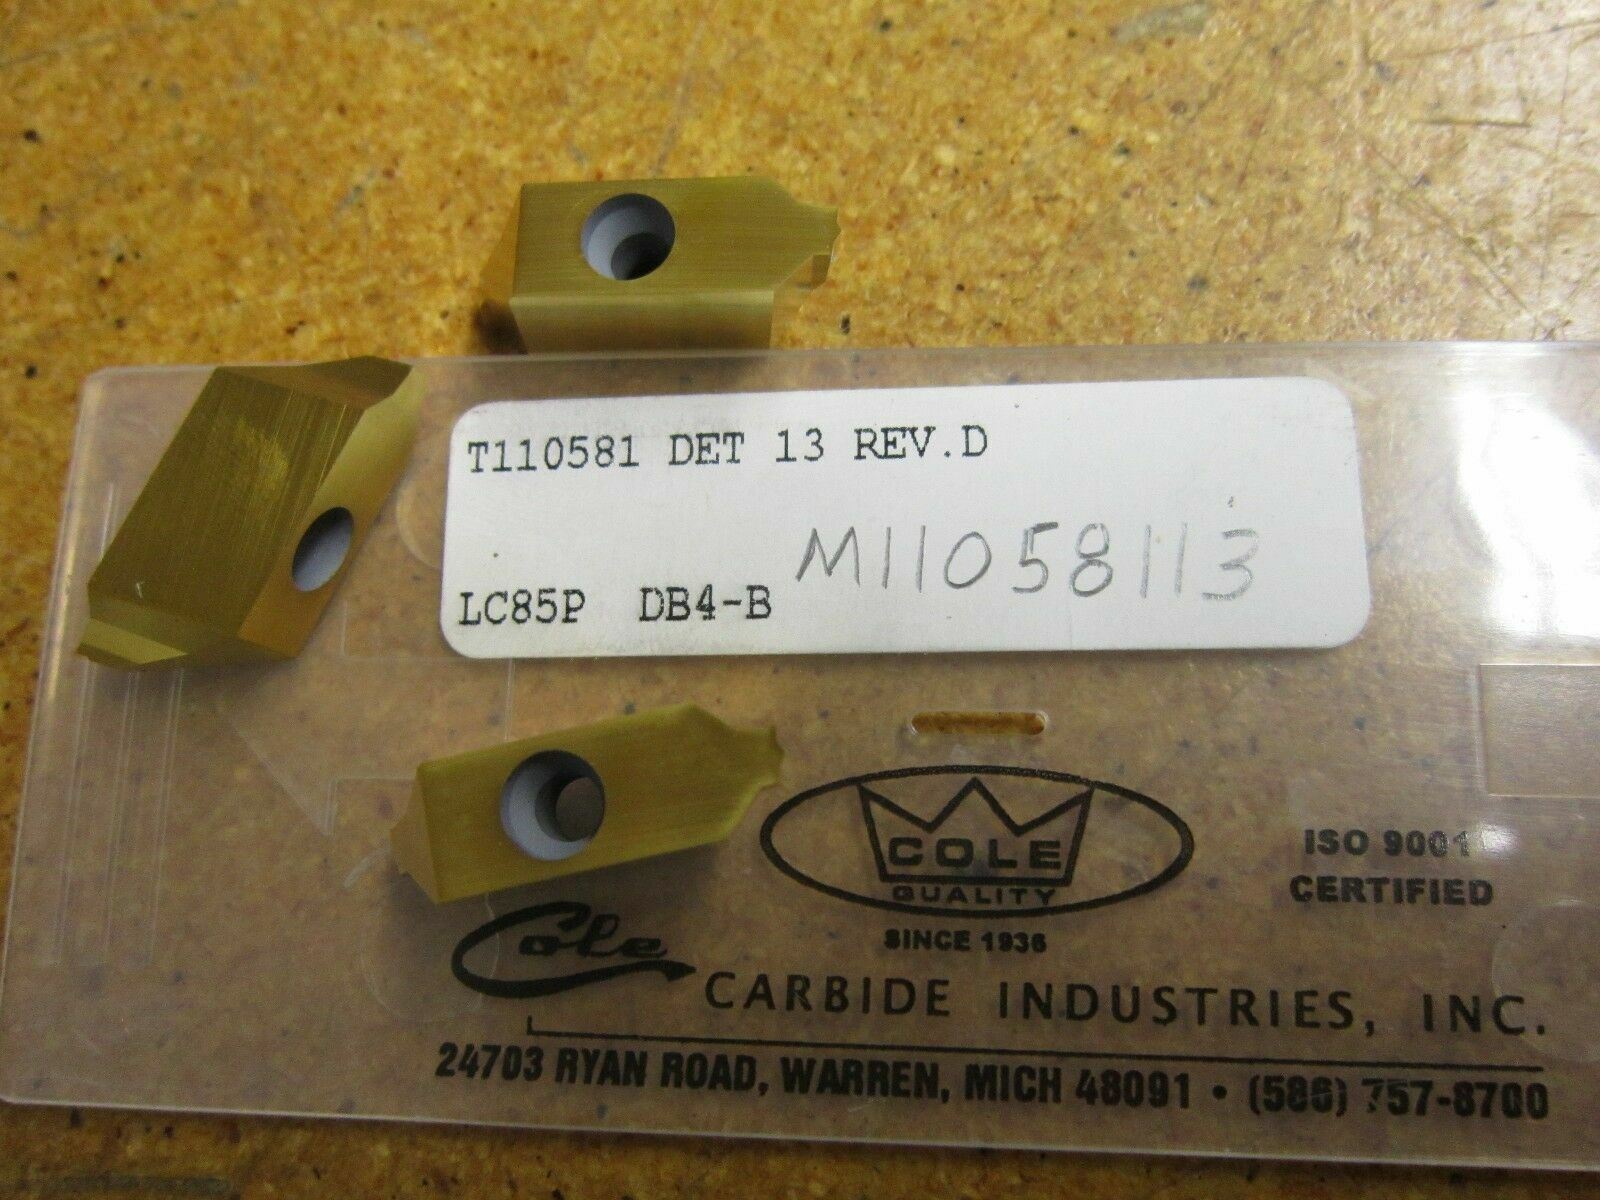 T110581 DET 13 REV.D
M11058113
LC85P DB4-B
COLE
QUALITY
SINCE 1936
ISO 9001
CERTIFIED
Cole
CARBIDE INDUSTRIES, INC.
24703 RYAN ROAD, WARREN, MICH 48091 • (586) 757-8700